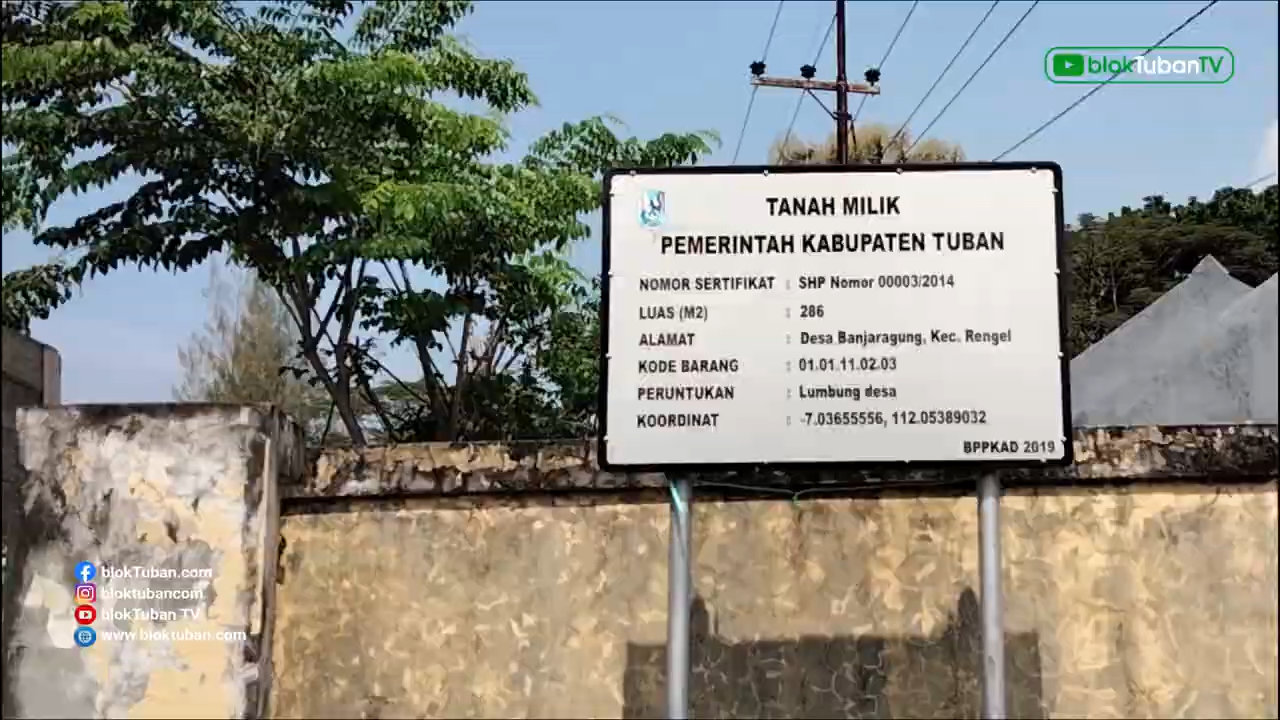 blokTubanTV
TANAH MILIK
PEMERINTAH KABUPATEN TUBAN
NOMOR SERTIFIKAT : SHP Nomor 00003/2014
LUAS (M2) : 286
ALAMAT : Desa Banjaragung, Kec. Rengel
KODE BARANG : 01.01.11.02.03
PERUNTUKAN : Lumbung desa
KOORDINAT : -7.03655556, 112.05389032
BPPKAD 2019
blokTuban.com
bloktubancom
blokTuban TV
www.bloktuban.com